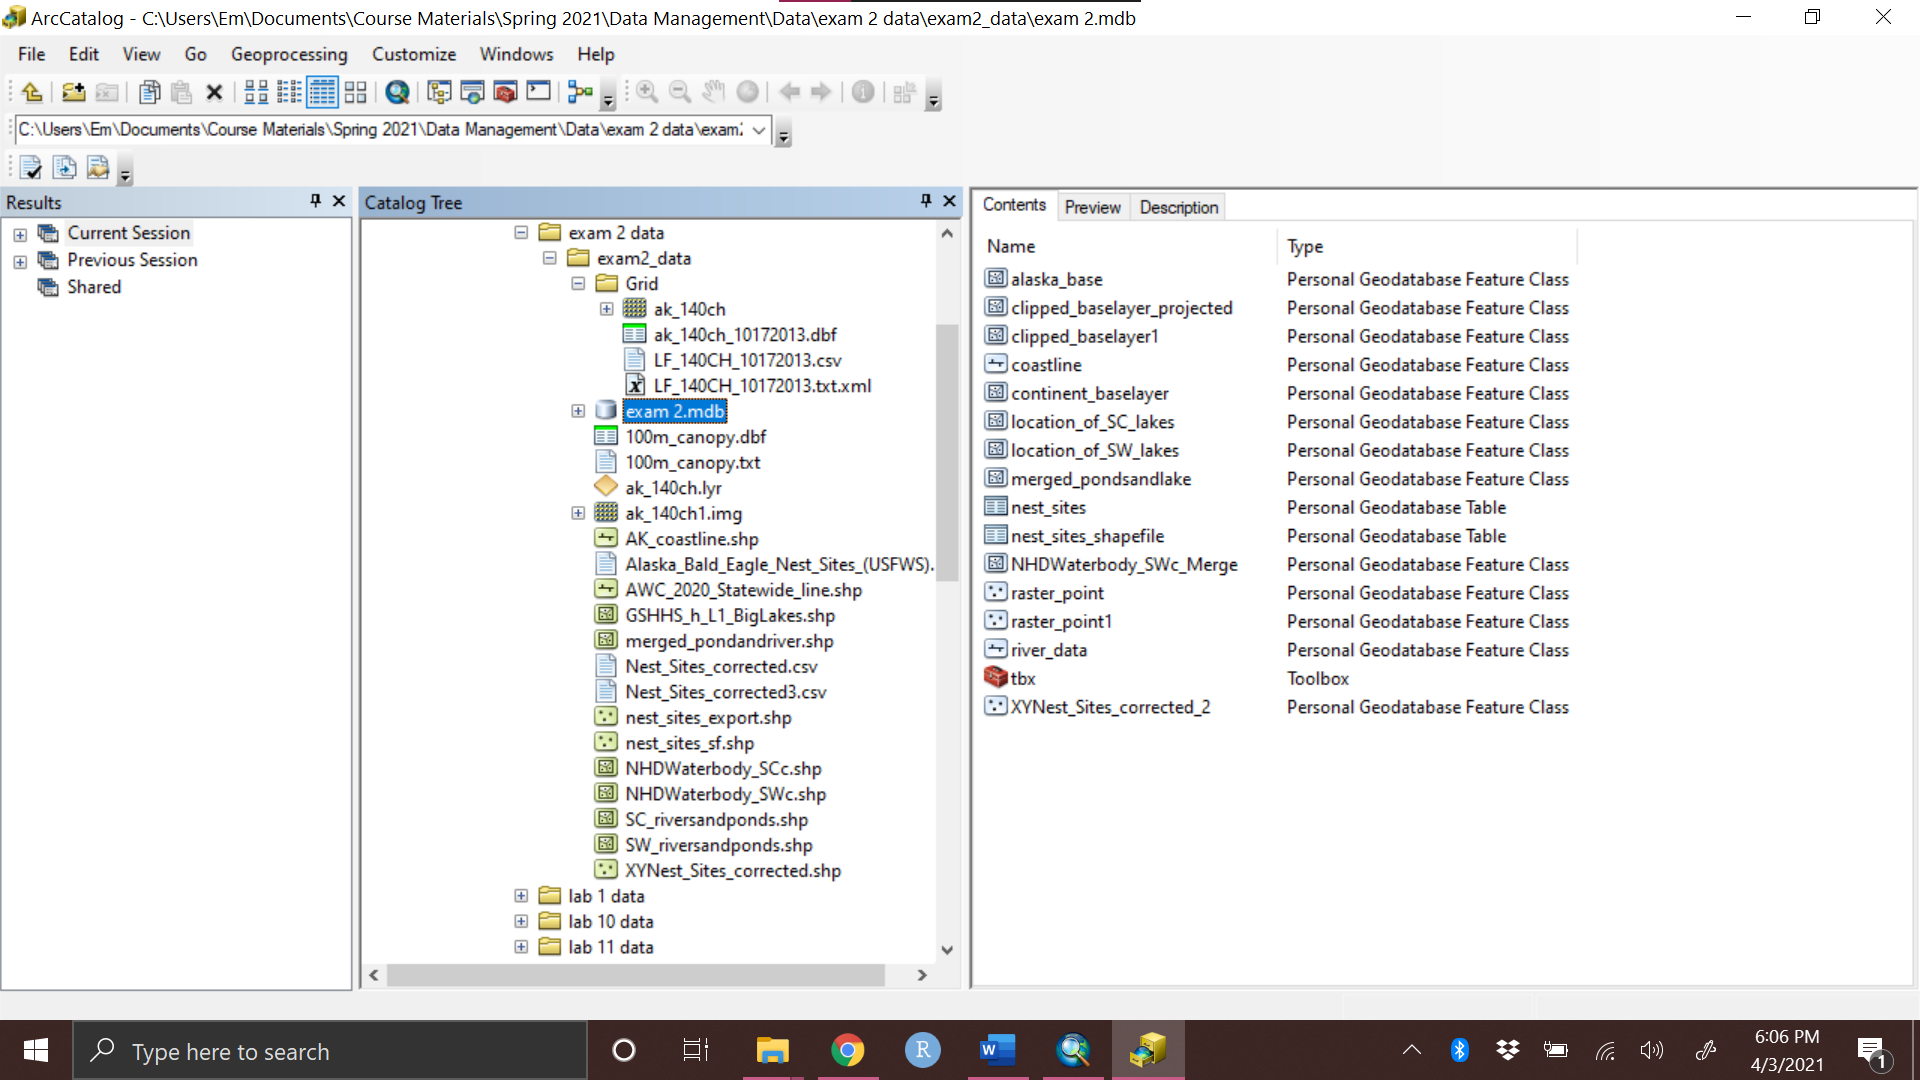 ArcCatalog - C:\Users\Em\Documents\Course Materials\Spring 2021\Data Management\Data\exam 2 data\exam2_data\exam 2.mdb
File Edit View Go Geoprocessing Customize Windows Help
C:\Users\Em\Documents\Course Materials\Spring 2021\Data Management\Data\exam 2 data\exam2
Results
Current Session
Previous Session
Shared
Catalog Tree
exam 2 data
exam2_data
Grid
ak_140ch
ak_140ch_10172013.dbf
LF_140CH_10172013.csv
LF_140CH_10172013.txt.xml
exam 2.mdb
100m_canopy.dbf
100m_canopy.txt
ak_140ch.lyr
ak_140ch1.img
AK_coastline.shp
Alaska_Bald_Eagle_Nest_Sites_(USFWS).
AWC_2020_Statewide_line.shp
GSHHS_h_L1_BigLakes.shp
merged_pondandriver.shp
Nest_Sites_corrected.csv
Nest_Sites_corrected3.csv
nest_sites_export.shp
nest_sites_sf.shp
NHDWaterbody_SCc.shp
NHDWaterbody_SWc.shp
SC_riversandponds.shp
SW_riversandponds.shp
XYNest_Sites_corrected.shp
lab 1 data
lab 10 data
lab 11 data
Contents Preview Description
Name Type
alaska_base Personal Geodatabase Feature Class
clipped_baselayer_projected Personal Geodatabase Feature Class
clipped_baselayer1 Personal Geodatabase Feature Class
coastline Personal Geodatabase Feature Class
continent_baselayer Personal Geodatabase Feature Class
location_of_SC_lakes Personal Geodatabase Feature Class
location_of_SW_lakes Personal Geodatabase Feature Class
merged_pondsandlake Personal Geodatabase Feature Class
nest_sites Personal Geodatabase Table
nest_sites_shapefile Personal Geodatabase Table
NHDWaterbody_SWc_Merge Personal Geodatabase Feature Class
raster_point Personal Geodatabase Feature Class
raster_point1 Personal Geodatabase Feature Class
river_data Personal Geodatabase Feature Class
tbx Toolbox
XYNest_Sites_corrected_2 Personal Geodatabase Feature Class
Type here to search
R
W
6:06 PM
4/3/2021
1